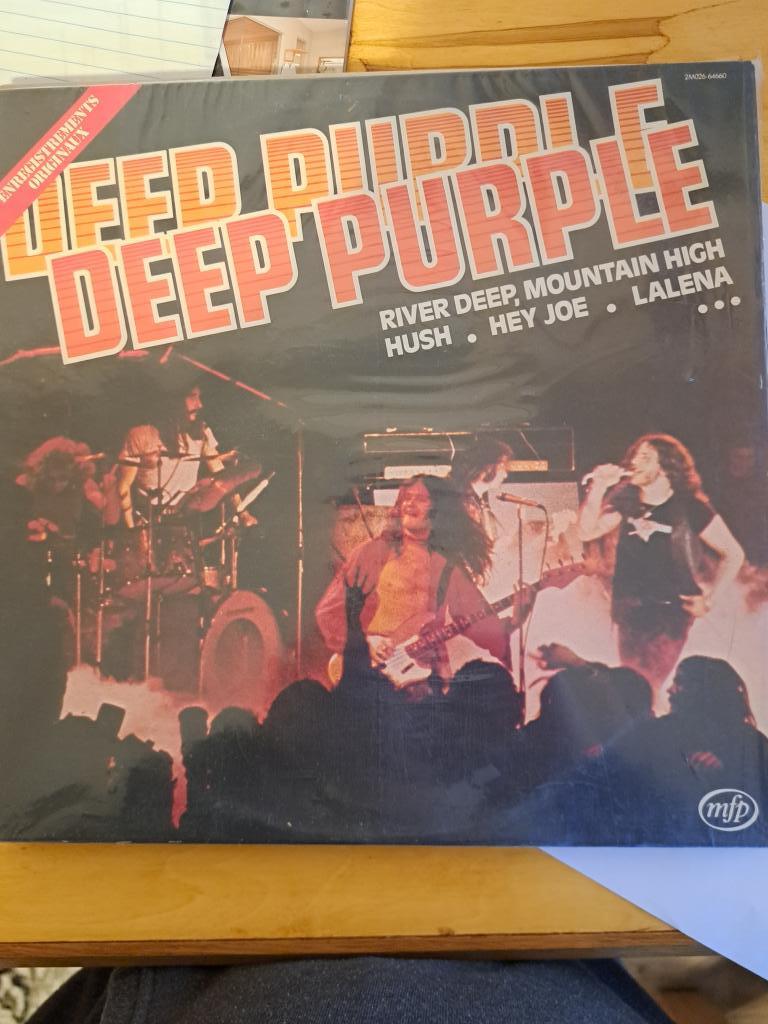 2M026-64660
ENREGISTREMENTS
ORIGINAUX
DEEP PURPLE
DEEP PURPLE
RIVER DEEP, MOUNTAIN HIGH
HUSH • HEY JOE • LALENA
•••
mfp